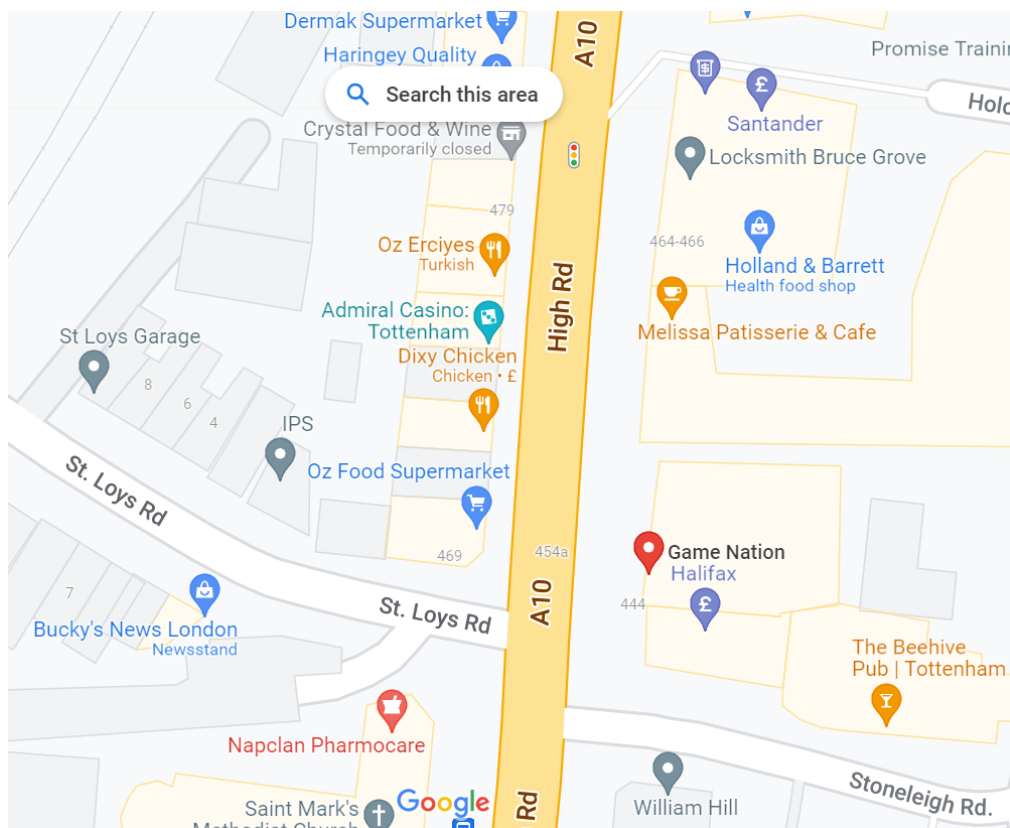 Dermak Supermarket
A10
Haringey Quality
Promise
Search this area
Santander
Crystal Food & Wine
Temporarily closed
Locksmith Bruce Grove
479
464-466
Oz Erciyes
Turkish
Holland & Barrett
Health food shop
High Rd
Admiral Casino:
Tottenham
Melissa Patisserie & Cafe
St Loys Garage
Dixy Chicken
Chicken • £
8
6
4
IPS
St. Loys Rd
Oz Food Supermarket
469
454a
Game Nation
Halifax
7
A10
444
St. Loys Rd
Bucky's News London
Newsstand
The Beehive
Pub | Tottenham
Napclan Pharmocare
Stoneleigh Rd.
William Hill
Saint Mark's
Google
Rd